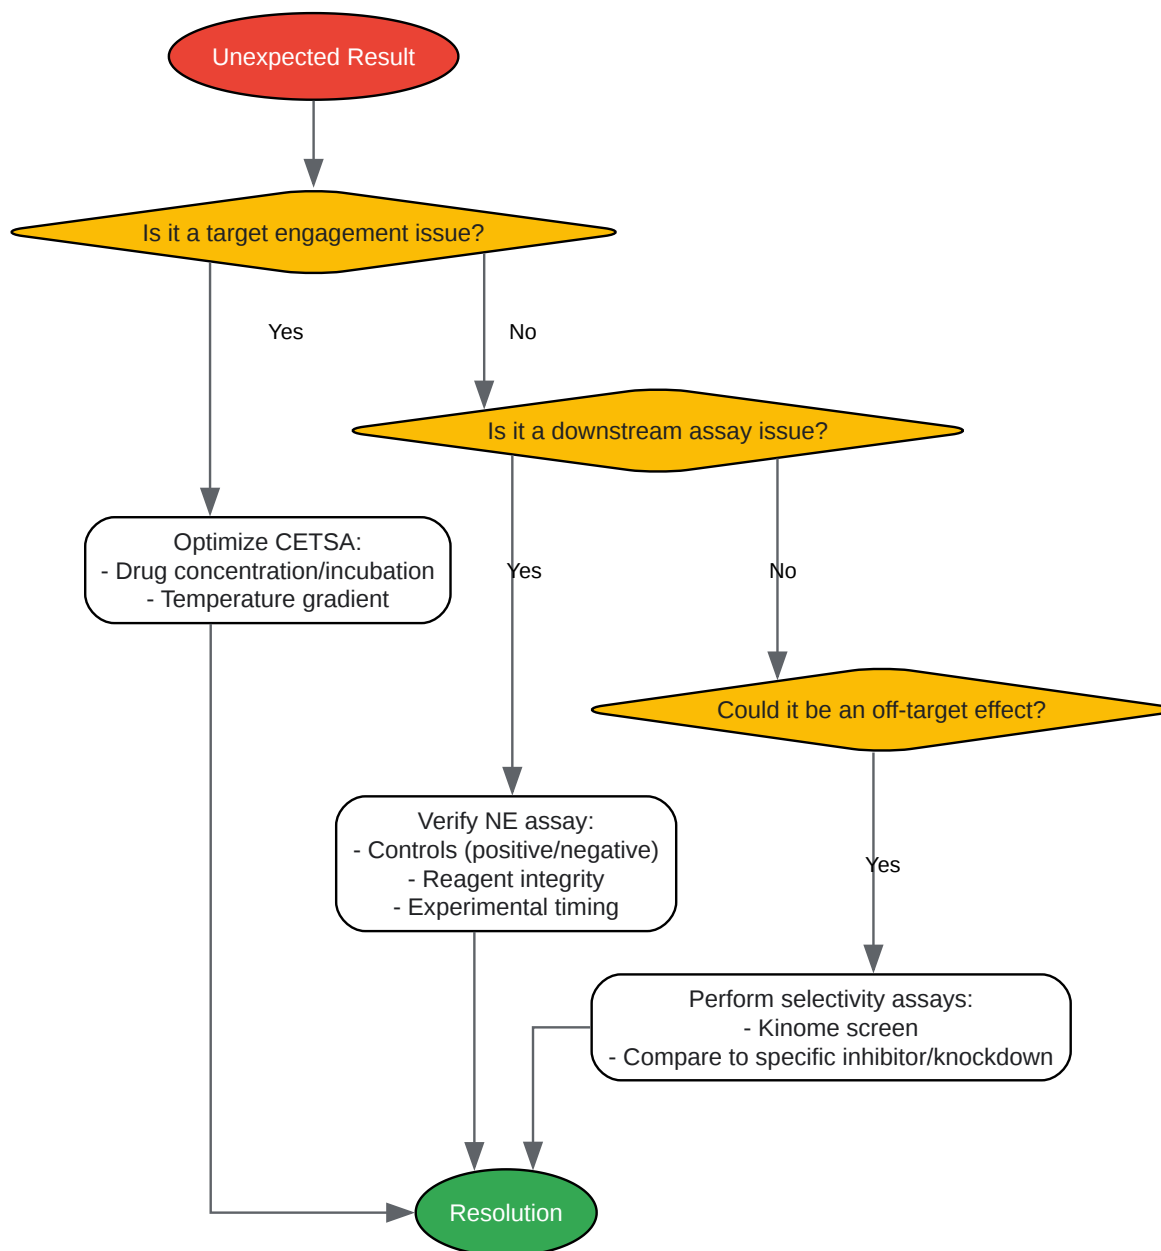 Unexpected Result
Is it a target engagement issue?
Yes
No
Is it a downstream assay issue?
Optimize CETSA:
- Drug concentration/incubation
- Temperature gradient
Yes
No
Could it be an off-target effect?
Verify NE assay:
- Controls (positive/negative)
- Reagent integrity
- Experimental timing
Yes
Perform selectivity assays:
- Kinome screen
- Compare to specific inhibitor/knockdown
Resolution